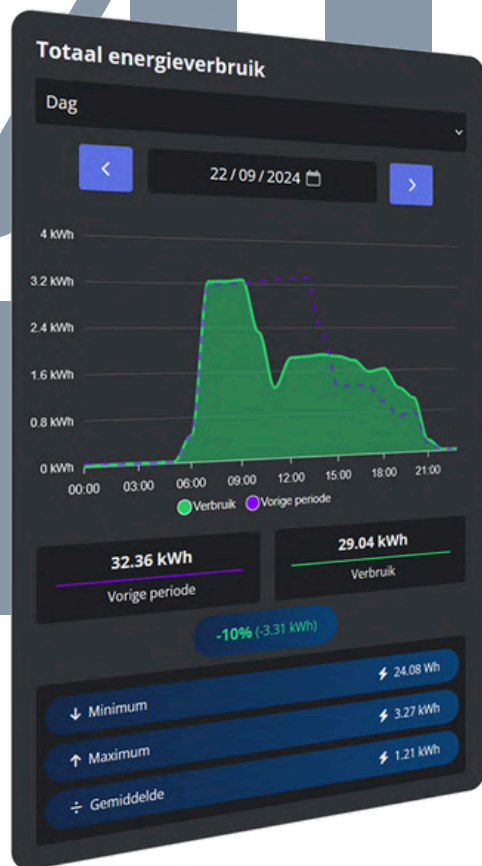 Totaal energieverbruik
Dag
22 / 09 / 2024
4 kWh
3.2 kWh
2.4 kWh
1.6 kWh
0.8 kWh
0 kWh
00:00 03:00 06:00 09:00 12:00 15:00 18:00 21:00
Verbruik Vorige periode
32.36 kWh
Vorige periode
29.04 kWh
Verbruik
-10% (-3.31 kWh)
Minimum 24.08 Wh
Maximum 3.27 kWh
Gemiddelde 1.21 kWh